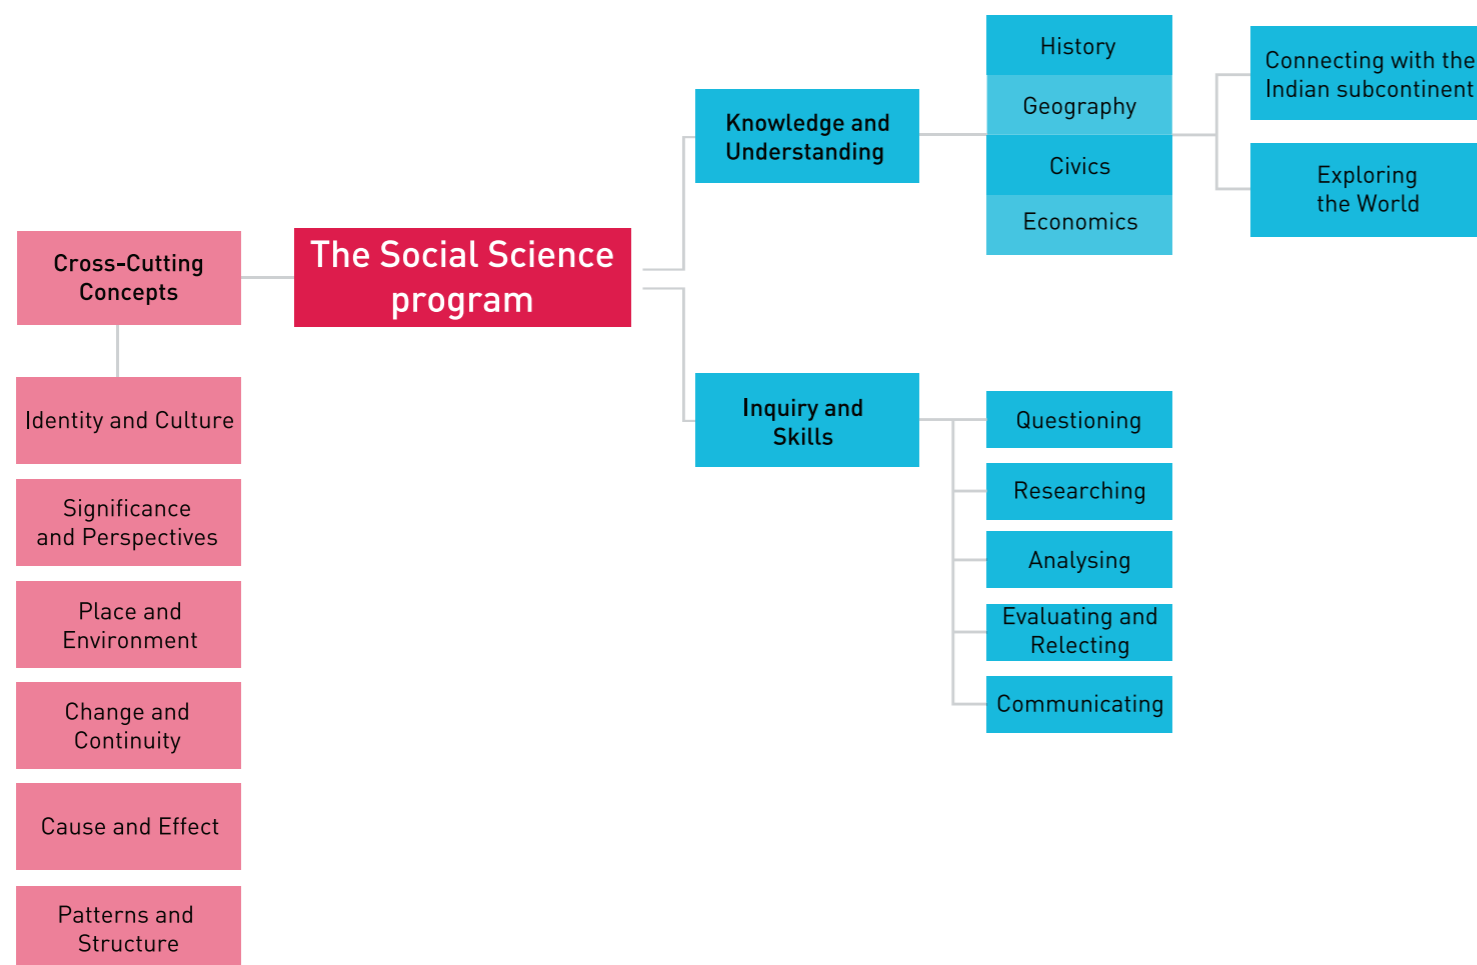 History
Geography
Civics
Economics
Connecting with the
Indian subcontinent
Exploring
the World
Knowledge and
Understanding
Cross-Cutting
Concepts
The Social Science
program
Identity and Culture
Significance
and Perspectives
Place and
Environment
Change and
Continuity
Cause and Effect
Patterns and
Structure
Inquiry and
Skills
Questioning
Researching
Analysing
Evaluating and
Relecting
Communicating